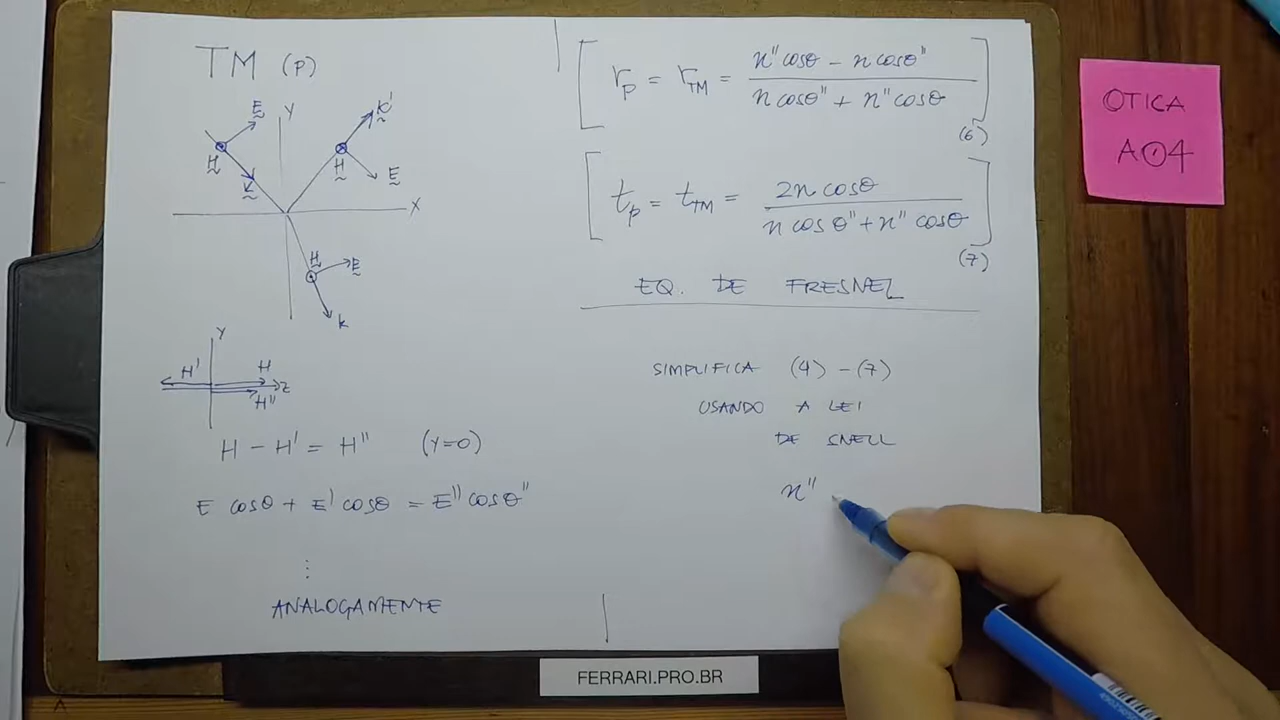 TM (p)
Y
E
H
k
k'
H
E
X
H
E
k
Y
H'
H
Z
H"
H - H' = H" (Y=0)
E cosθ + E' cosθ = E" cosθ"
⋮
ANALOGAMENTE
r_p = r_TM = (n" cosθ - n cosθ") / (n cosθ" + n" cosθ)
(6)
t_p = t_TM = 2n cosθ / (n cosθ" + n" cosθ)
(7)
EQ. DE FRESNEL
SIMPLIFICA (4) - (7)
USANDO A LEI
DE SNELL
n"
OTICA
A04
FERRARI.PRO.BR